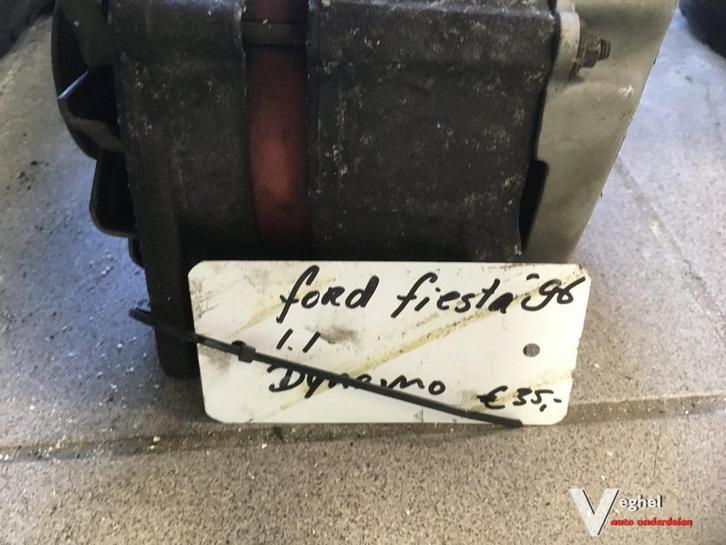 ford fiesta '96
1.1
Dynamo €35,-
Veghel
auto onderdelen